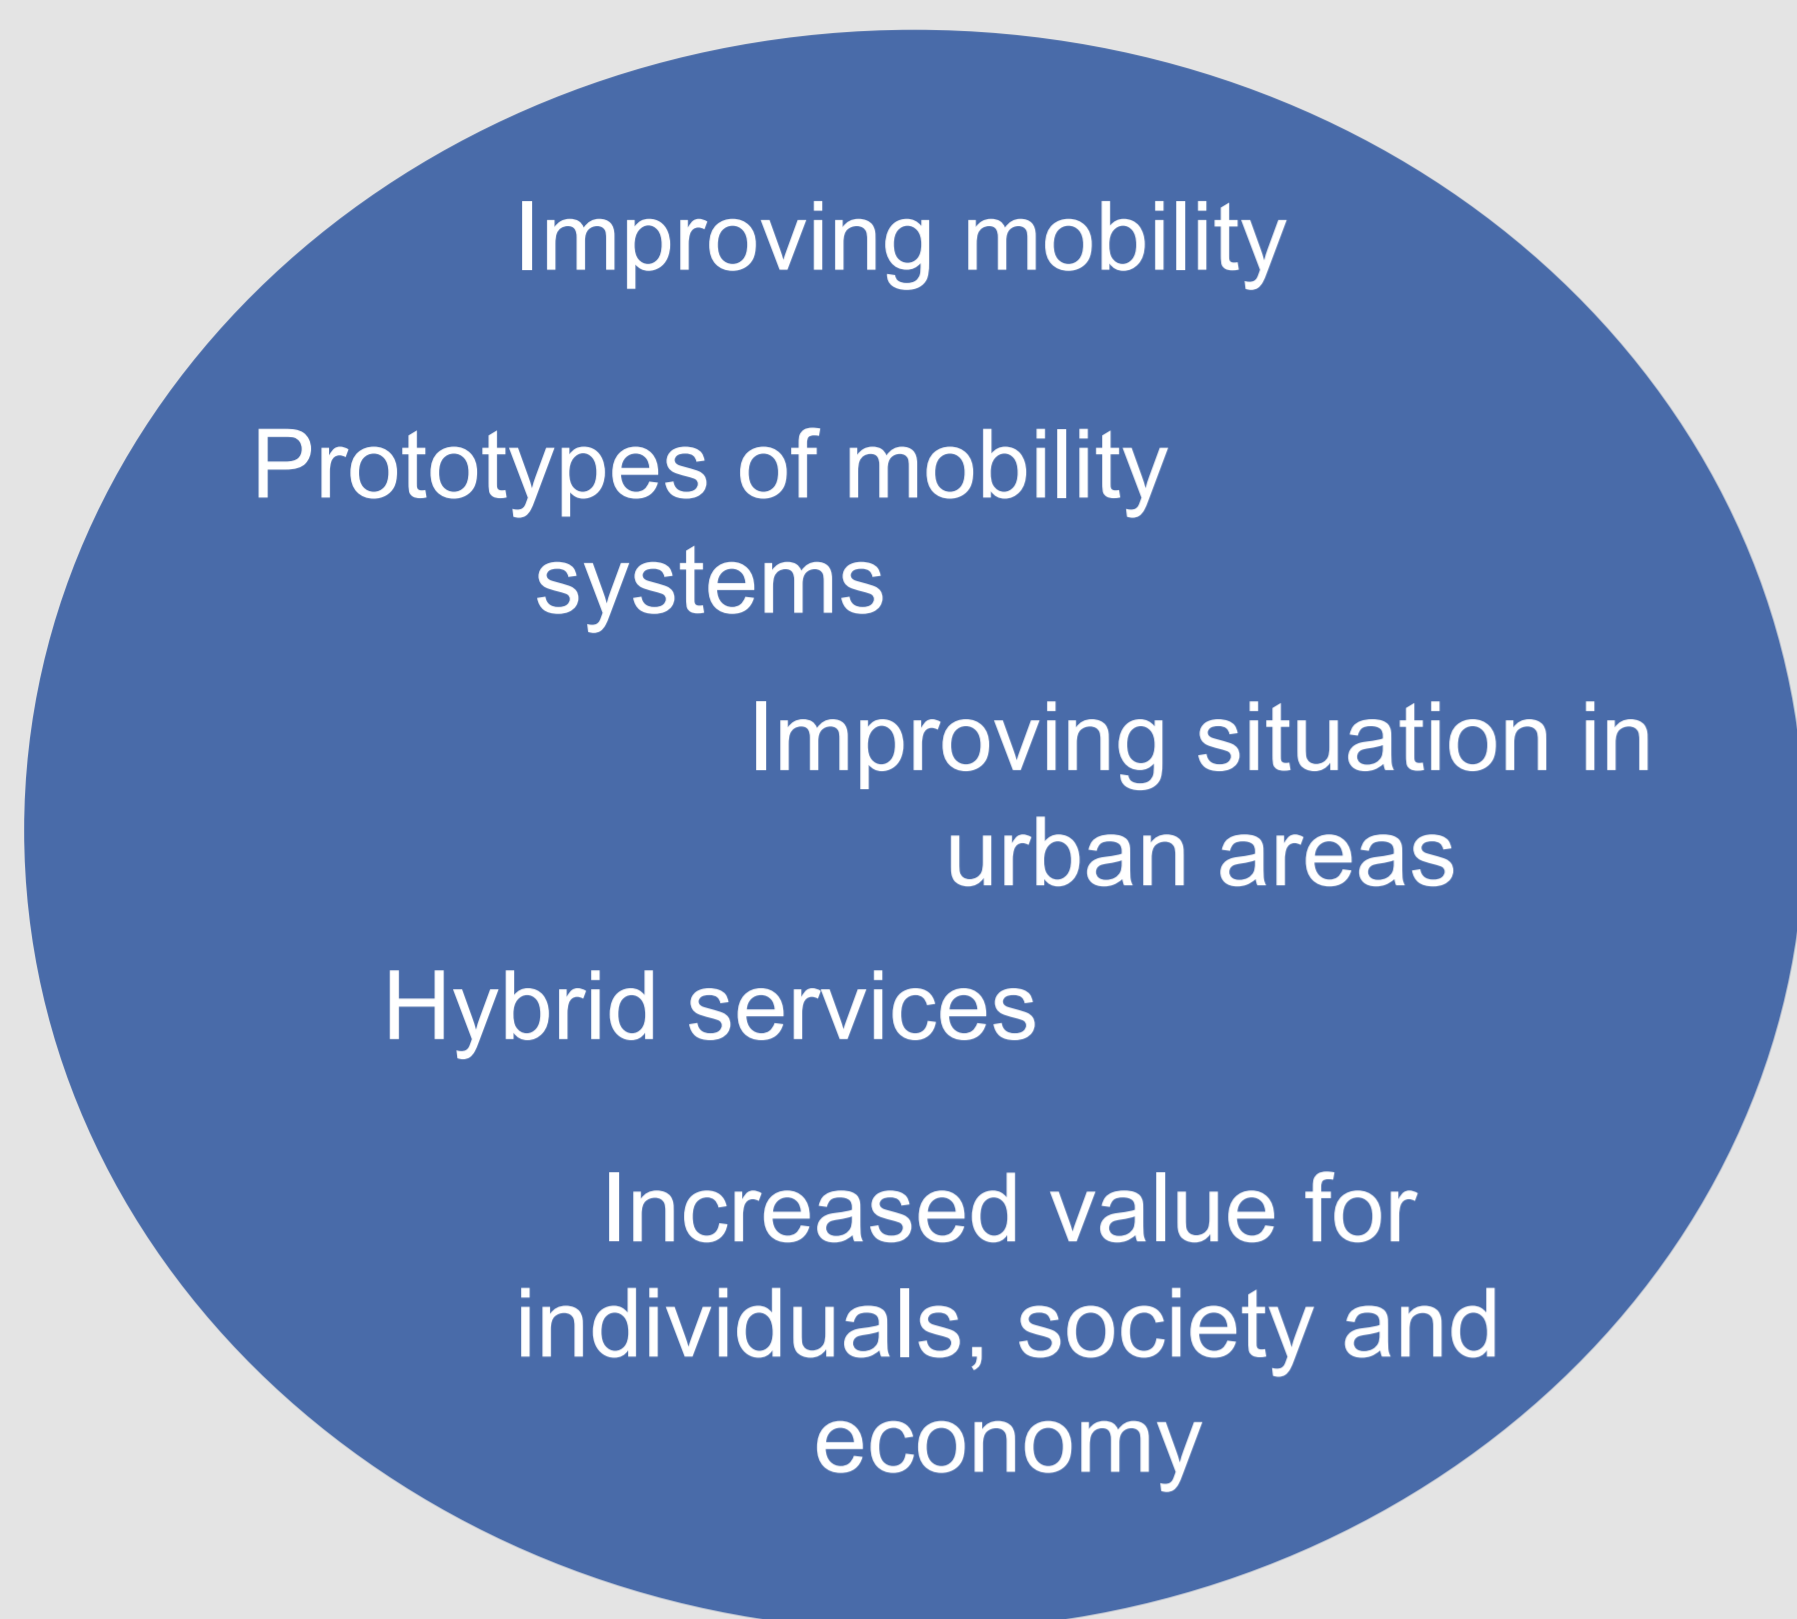 Improving mobility
Prototypes of mobility
systems
Improving situation in
urban areas
Hybrid services
Increased value for
individuals, society and
economy